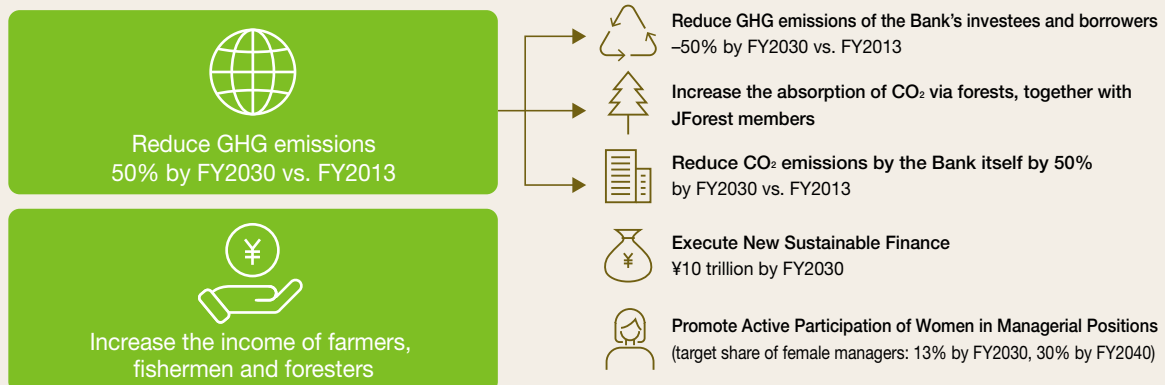 Reduce GHG emissions
50% by FY2030 vs. FY2013
Reduce GHG emissions of the Bank’s investees and borrowers
–50% by FY2030 vs. FY2013
Increase the absorption of CO₂ via forests, together with
JForest members
Reduce CO₂ emissions by the Bank itself by 50%
by FY2030 vs. FY2013
¥
Increase the income of farmers,
fishermen and foresters
¥
Execute New Sustainable Finance
¥10 trillion by FY2030
Promote Active Participation of Women in Managerial Positions
(target share of female managers: 13% by FY2030, 30% by FY2040)